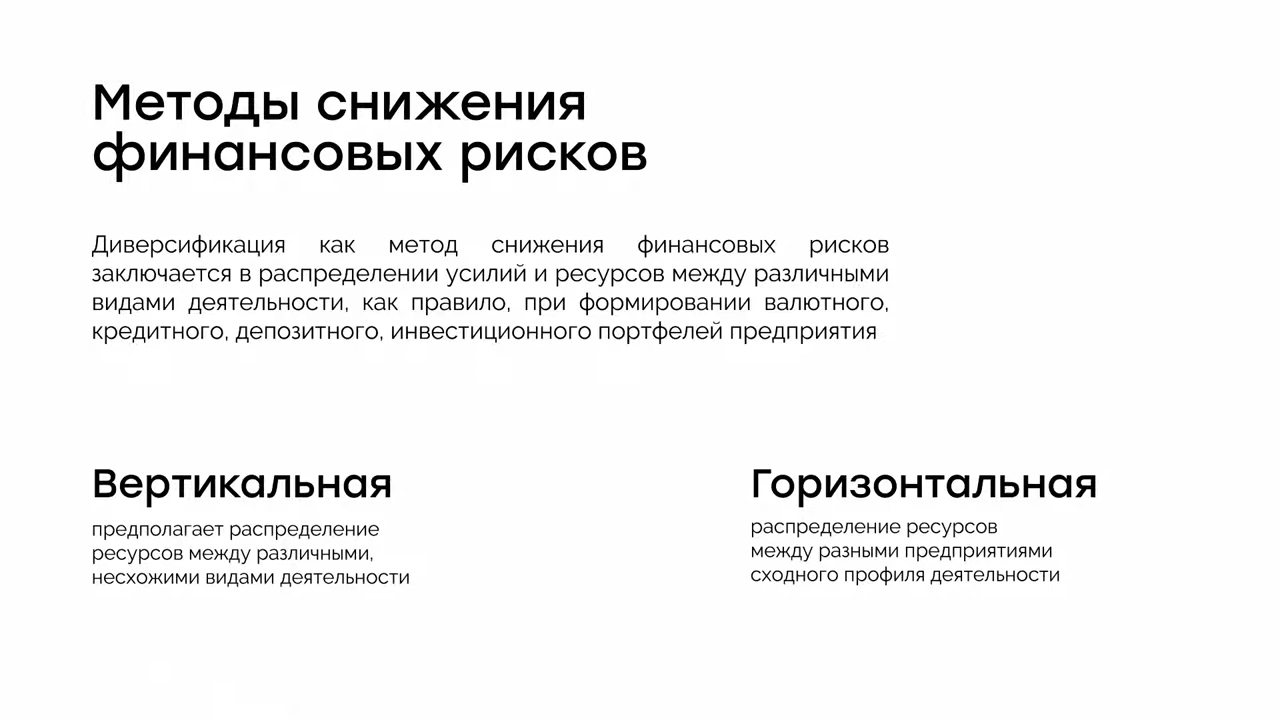 Методы снижения
финансовых рисков
Диверсификация как метод снижения финансовых рисков
заключается в распределении усилий и ресурсов между различными
видами деятельности, как правило, при формировании валютного,
кредитного, депозитного, инвестиционного портфелей предприятия
Вертикальная
предполагает распределение
ресурсов между различными,
несхожими видами деятельности
Горизонтальная
распределение ресурсов
между разными предприятиями
сходного профиля деятельности